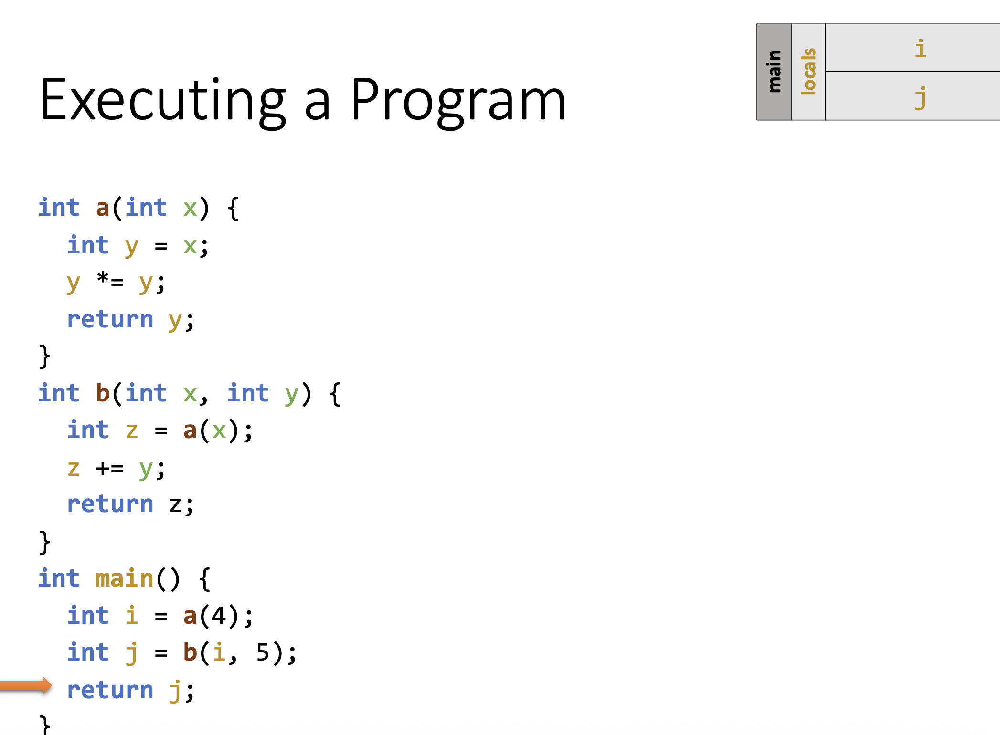 Executing a Program
main
locals
i
j
int a(int x) {
  int y = x;
  y *= y;
  return y;
}
int b(int x, int y) {
  int z = a(x);
  z += y;
  return z;
}
int main() {
  int i = a(4);
  int j = b(i, 5);
  return j;
}